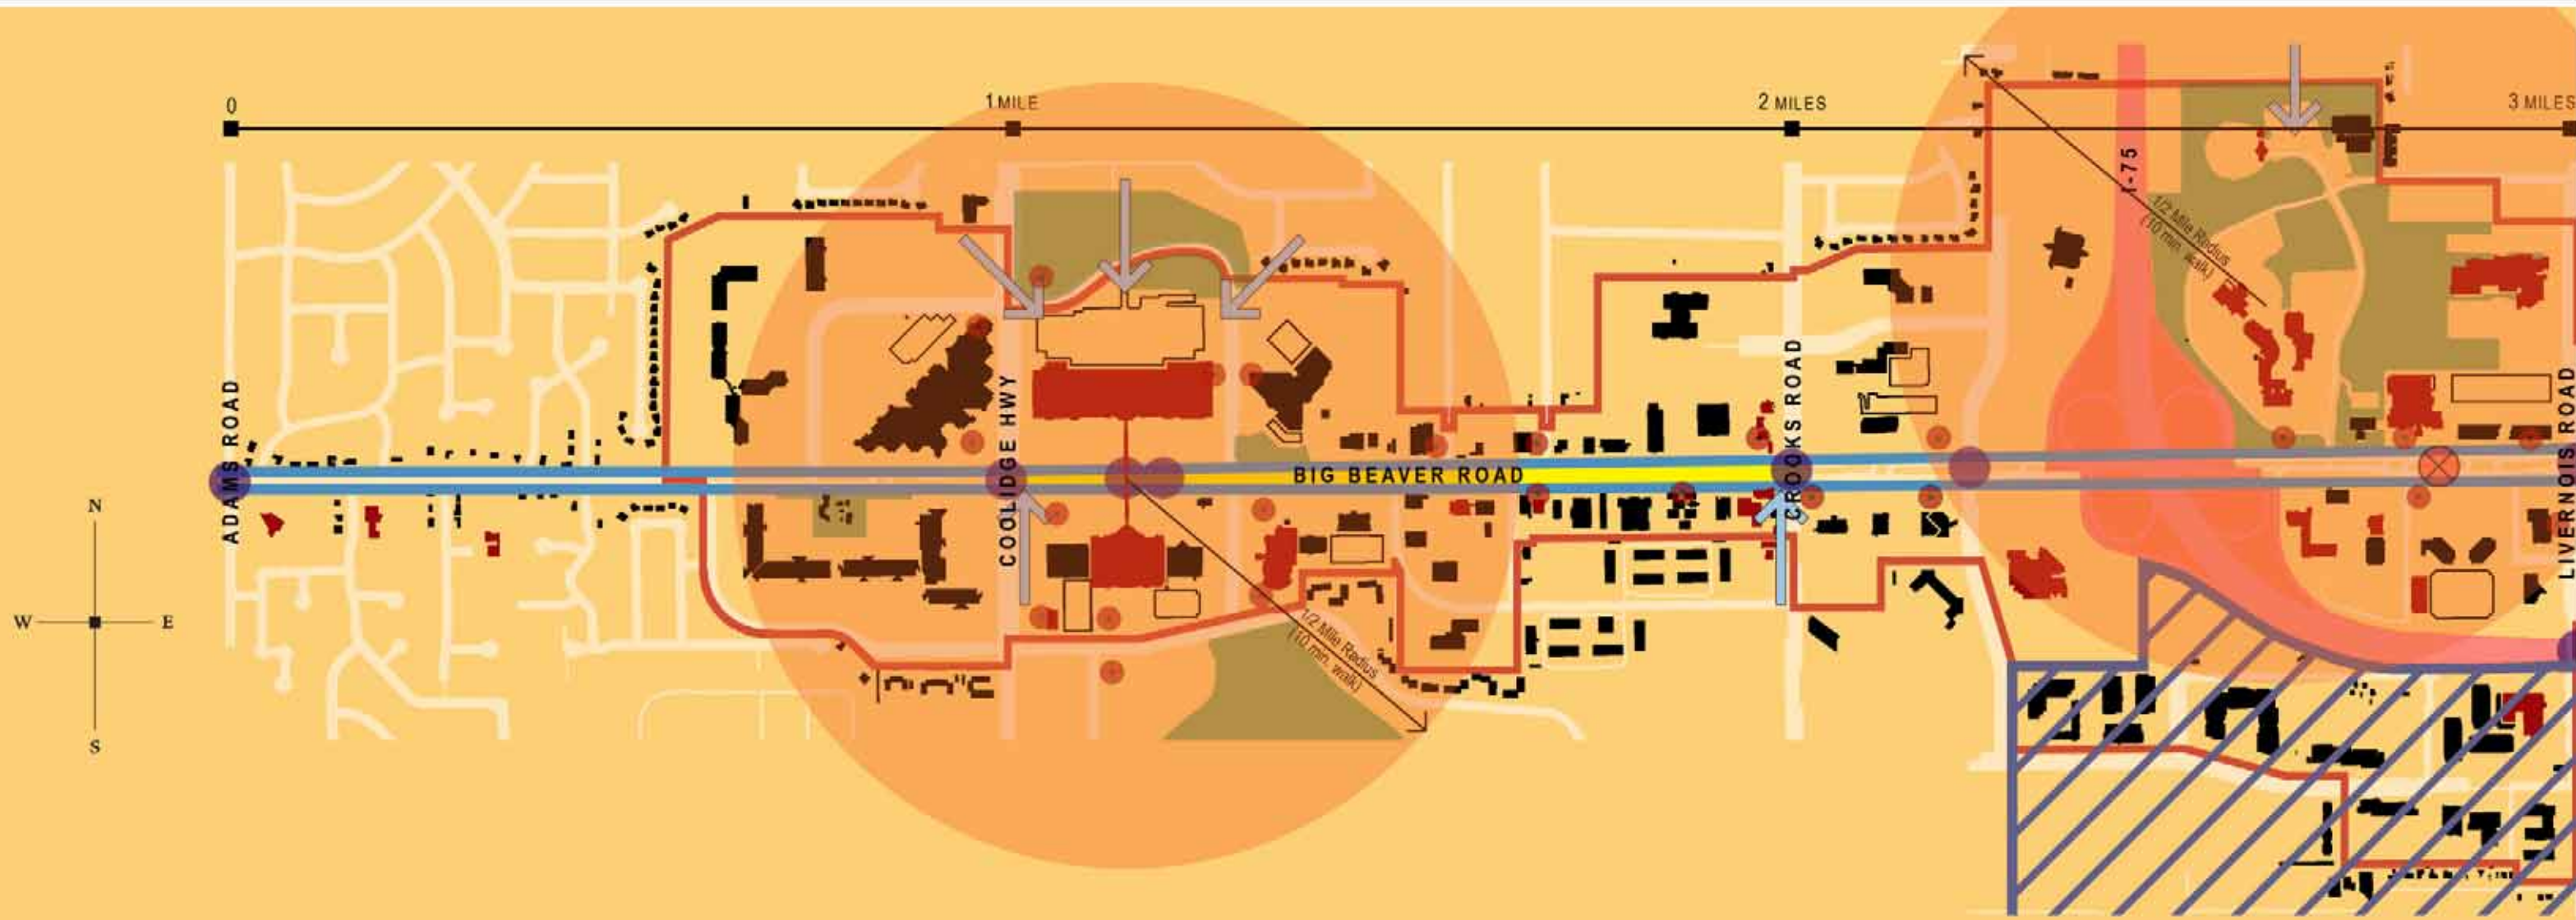 0
1 MILE
2 MILES
3 MILES
I-75
1/2 Mile Radius
(10 min. walk)
ADAMS ROAD
COOLIDGE HWY
BIG BEAVER ROAD
CROOKS ROAD
LIVERNOIS ROAD
N
W
E
S
1/2 Mile Radius
(10 min. walk)